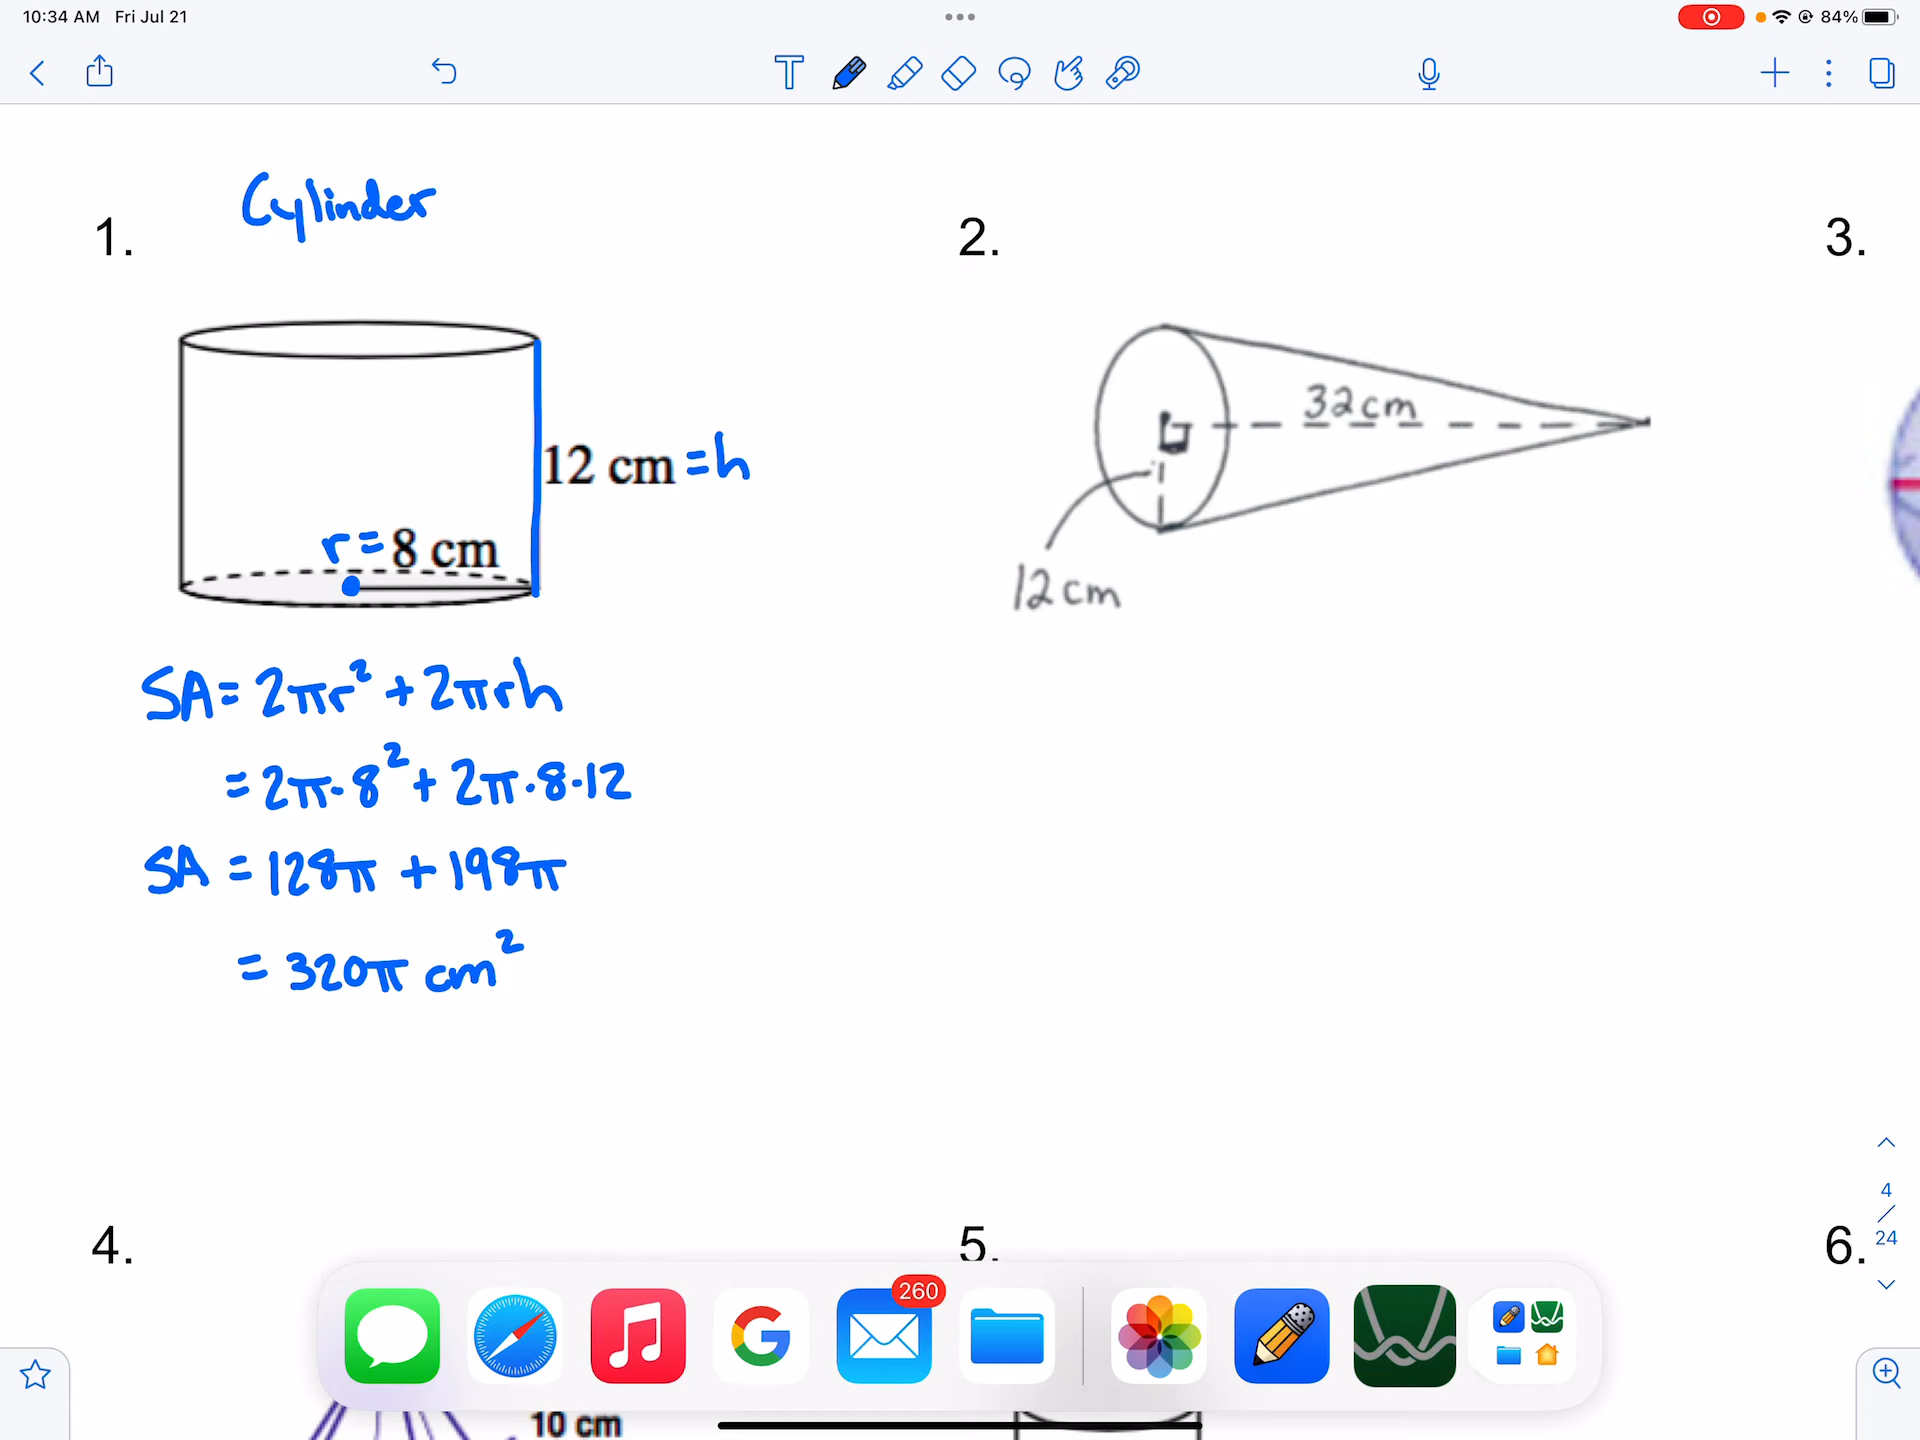 10:34 AM Fri Jul 21
84%
T
Cylinder
1.
2.
3.
32cm
12 cm =h
r= 8 cm
12cm
SA= 2πr² + 2πrh
= 2π·8² + 2π·8·12
SA = 128π + 198π
= 320π cm²
4
/
24
4.
5.
6.
260
G
10 cm